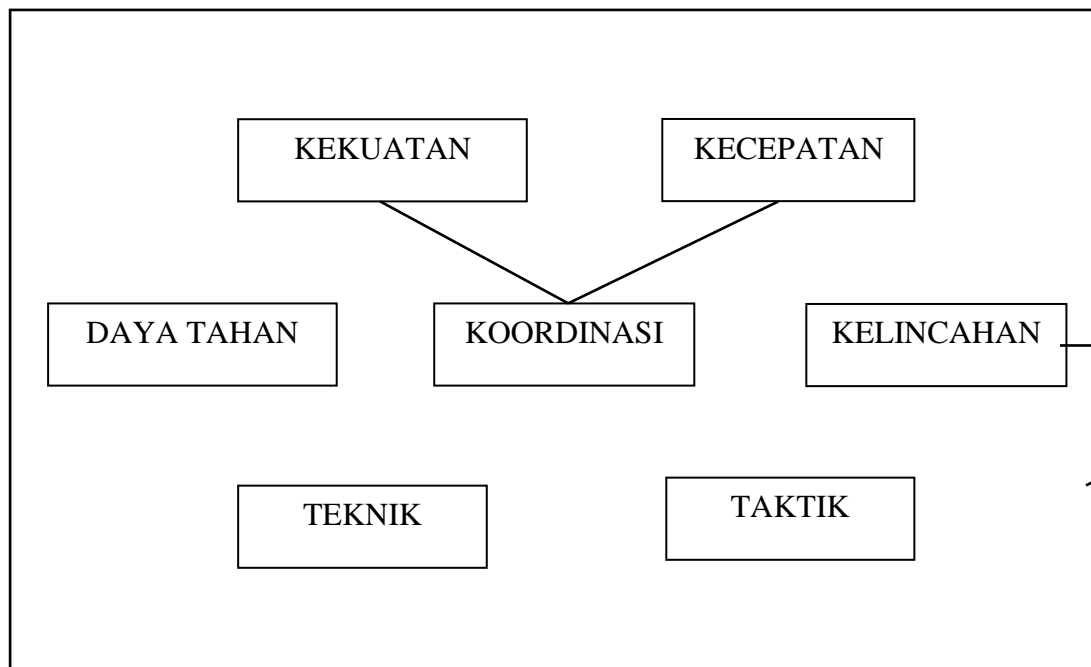 KEKUATAN
KECEPATAN
DAYA TAHAN
KOORDINASI
KELINCAHAN
TEKNIK
TAKTIK